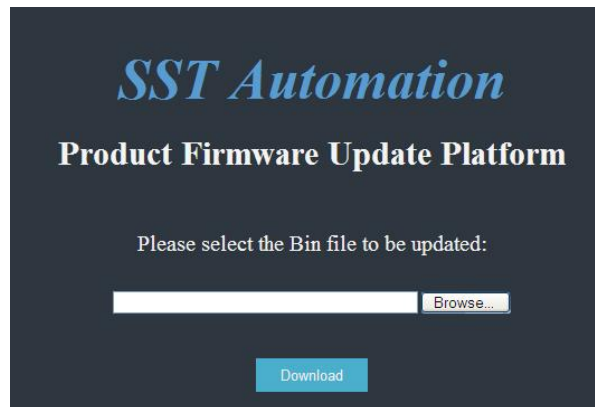 SST Automation
Product Firmware Update Platform
Please select the Bin file to be updated:
Browse...
Download